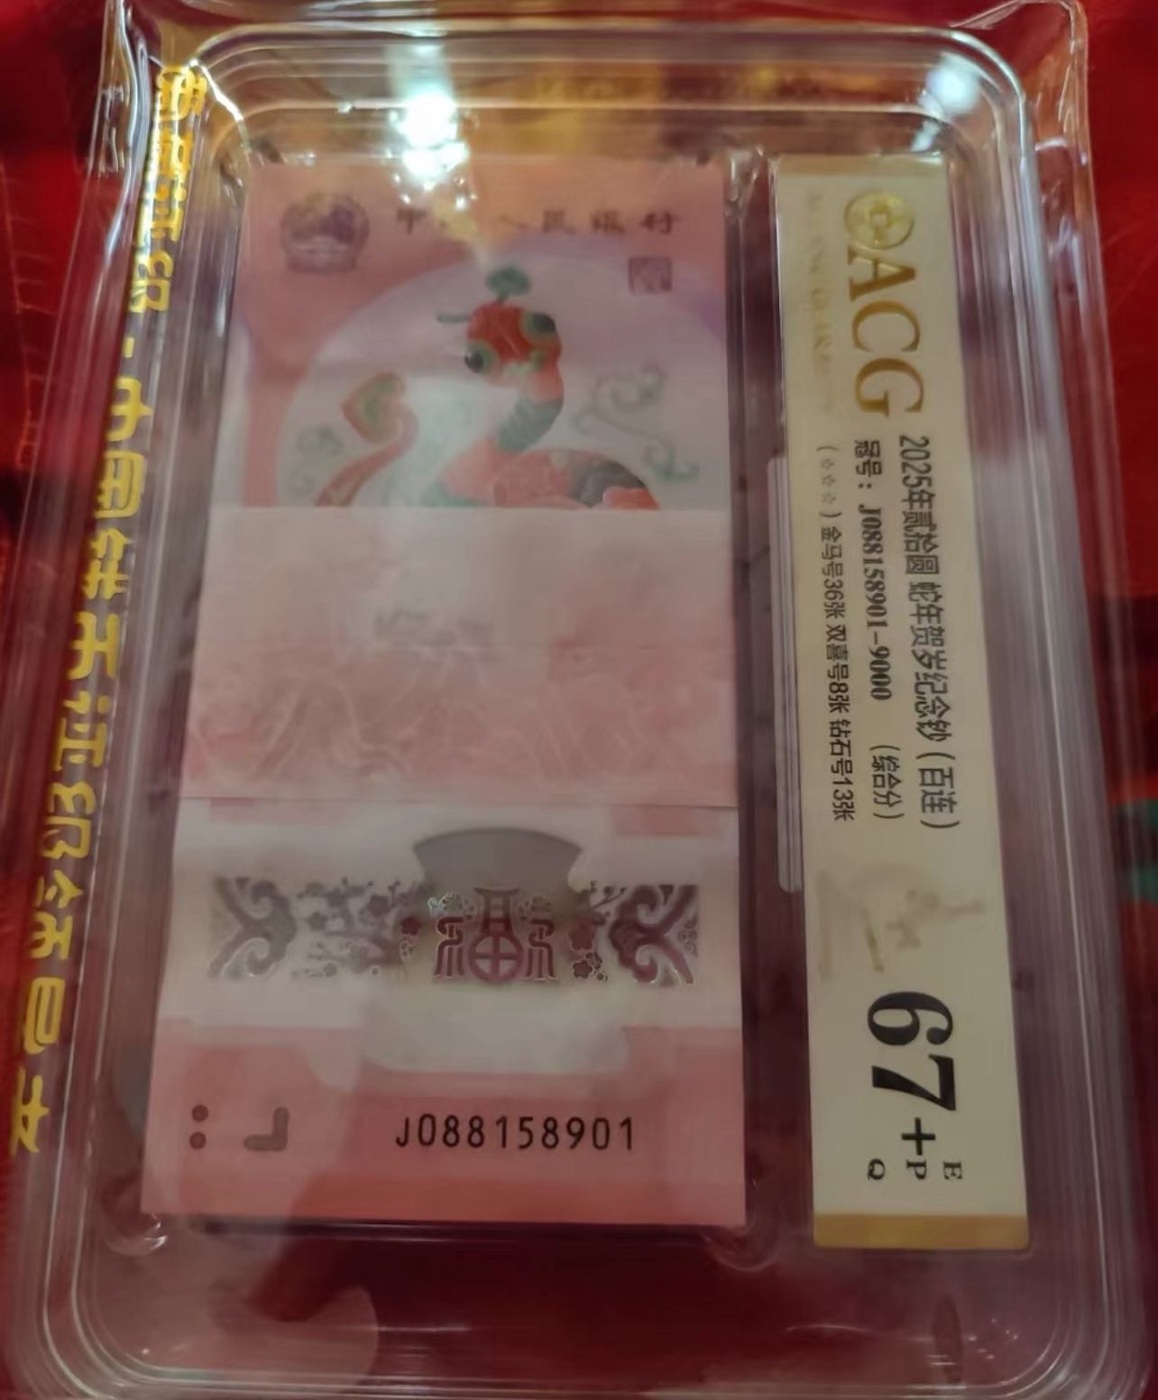 中国人民银行
J088158901
ACG
2025年贰拾圆 蛇年贺岁纪念钞（百连）
冠号：J088158901-9000 （综合分）
（☆☆☆）金马号36张 双喜号8张 钻石号13张
67+
E
P
Q